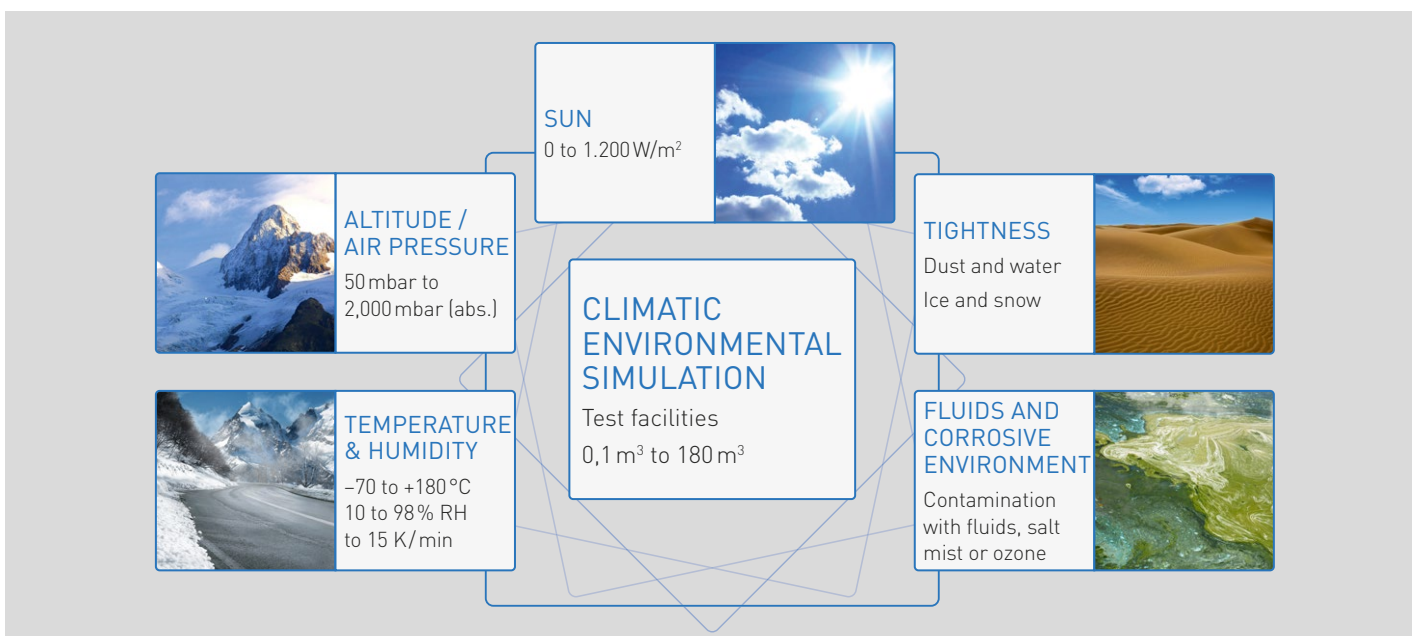 SUN
0 to 1.200 W/m²
ALTITUDE /
AIR PRESSURE
50 mbar to
2,000 mbar (abs.)
TIGHTNESS
Dust and water
Ice and snow
CLIMATIC
ENVIRONMENTAL
SIMULATION
Test facilities
0,1 m³ to 180 m³
TEMPERATURE
& HUMIDITY
–70 to +180 °C
10 to 98 % RH
to 15 K / min
FLUIDS AND
CORROSIVE
ENVIRONMENT
Contamination
with fluids, salt
mist or ozone